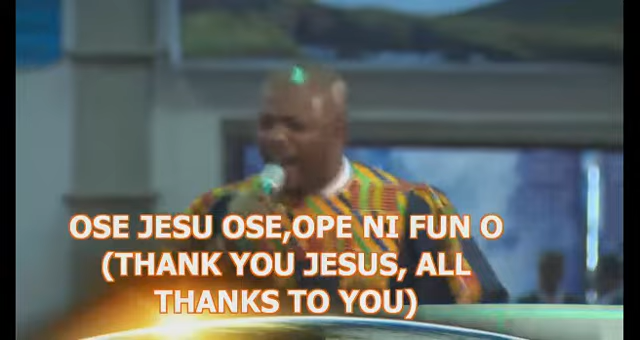 OSE JESU OSE,OPE NI FUN O
(THANK YOU JESUS, ALL
THANKS TO YOU)